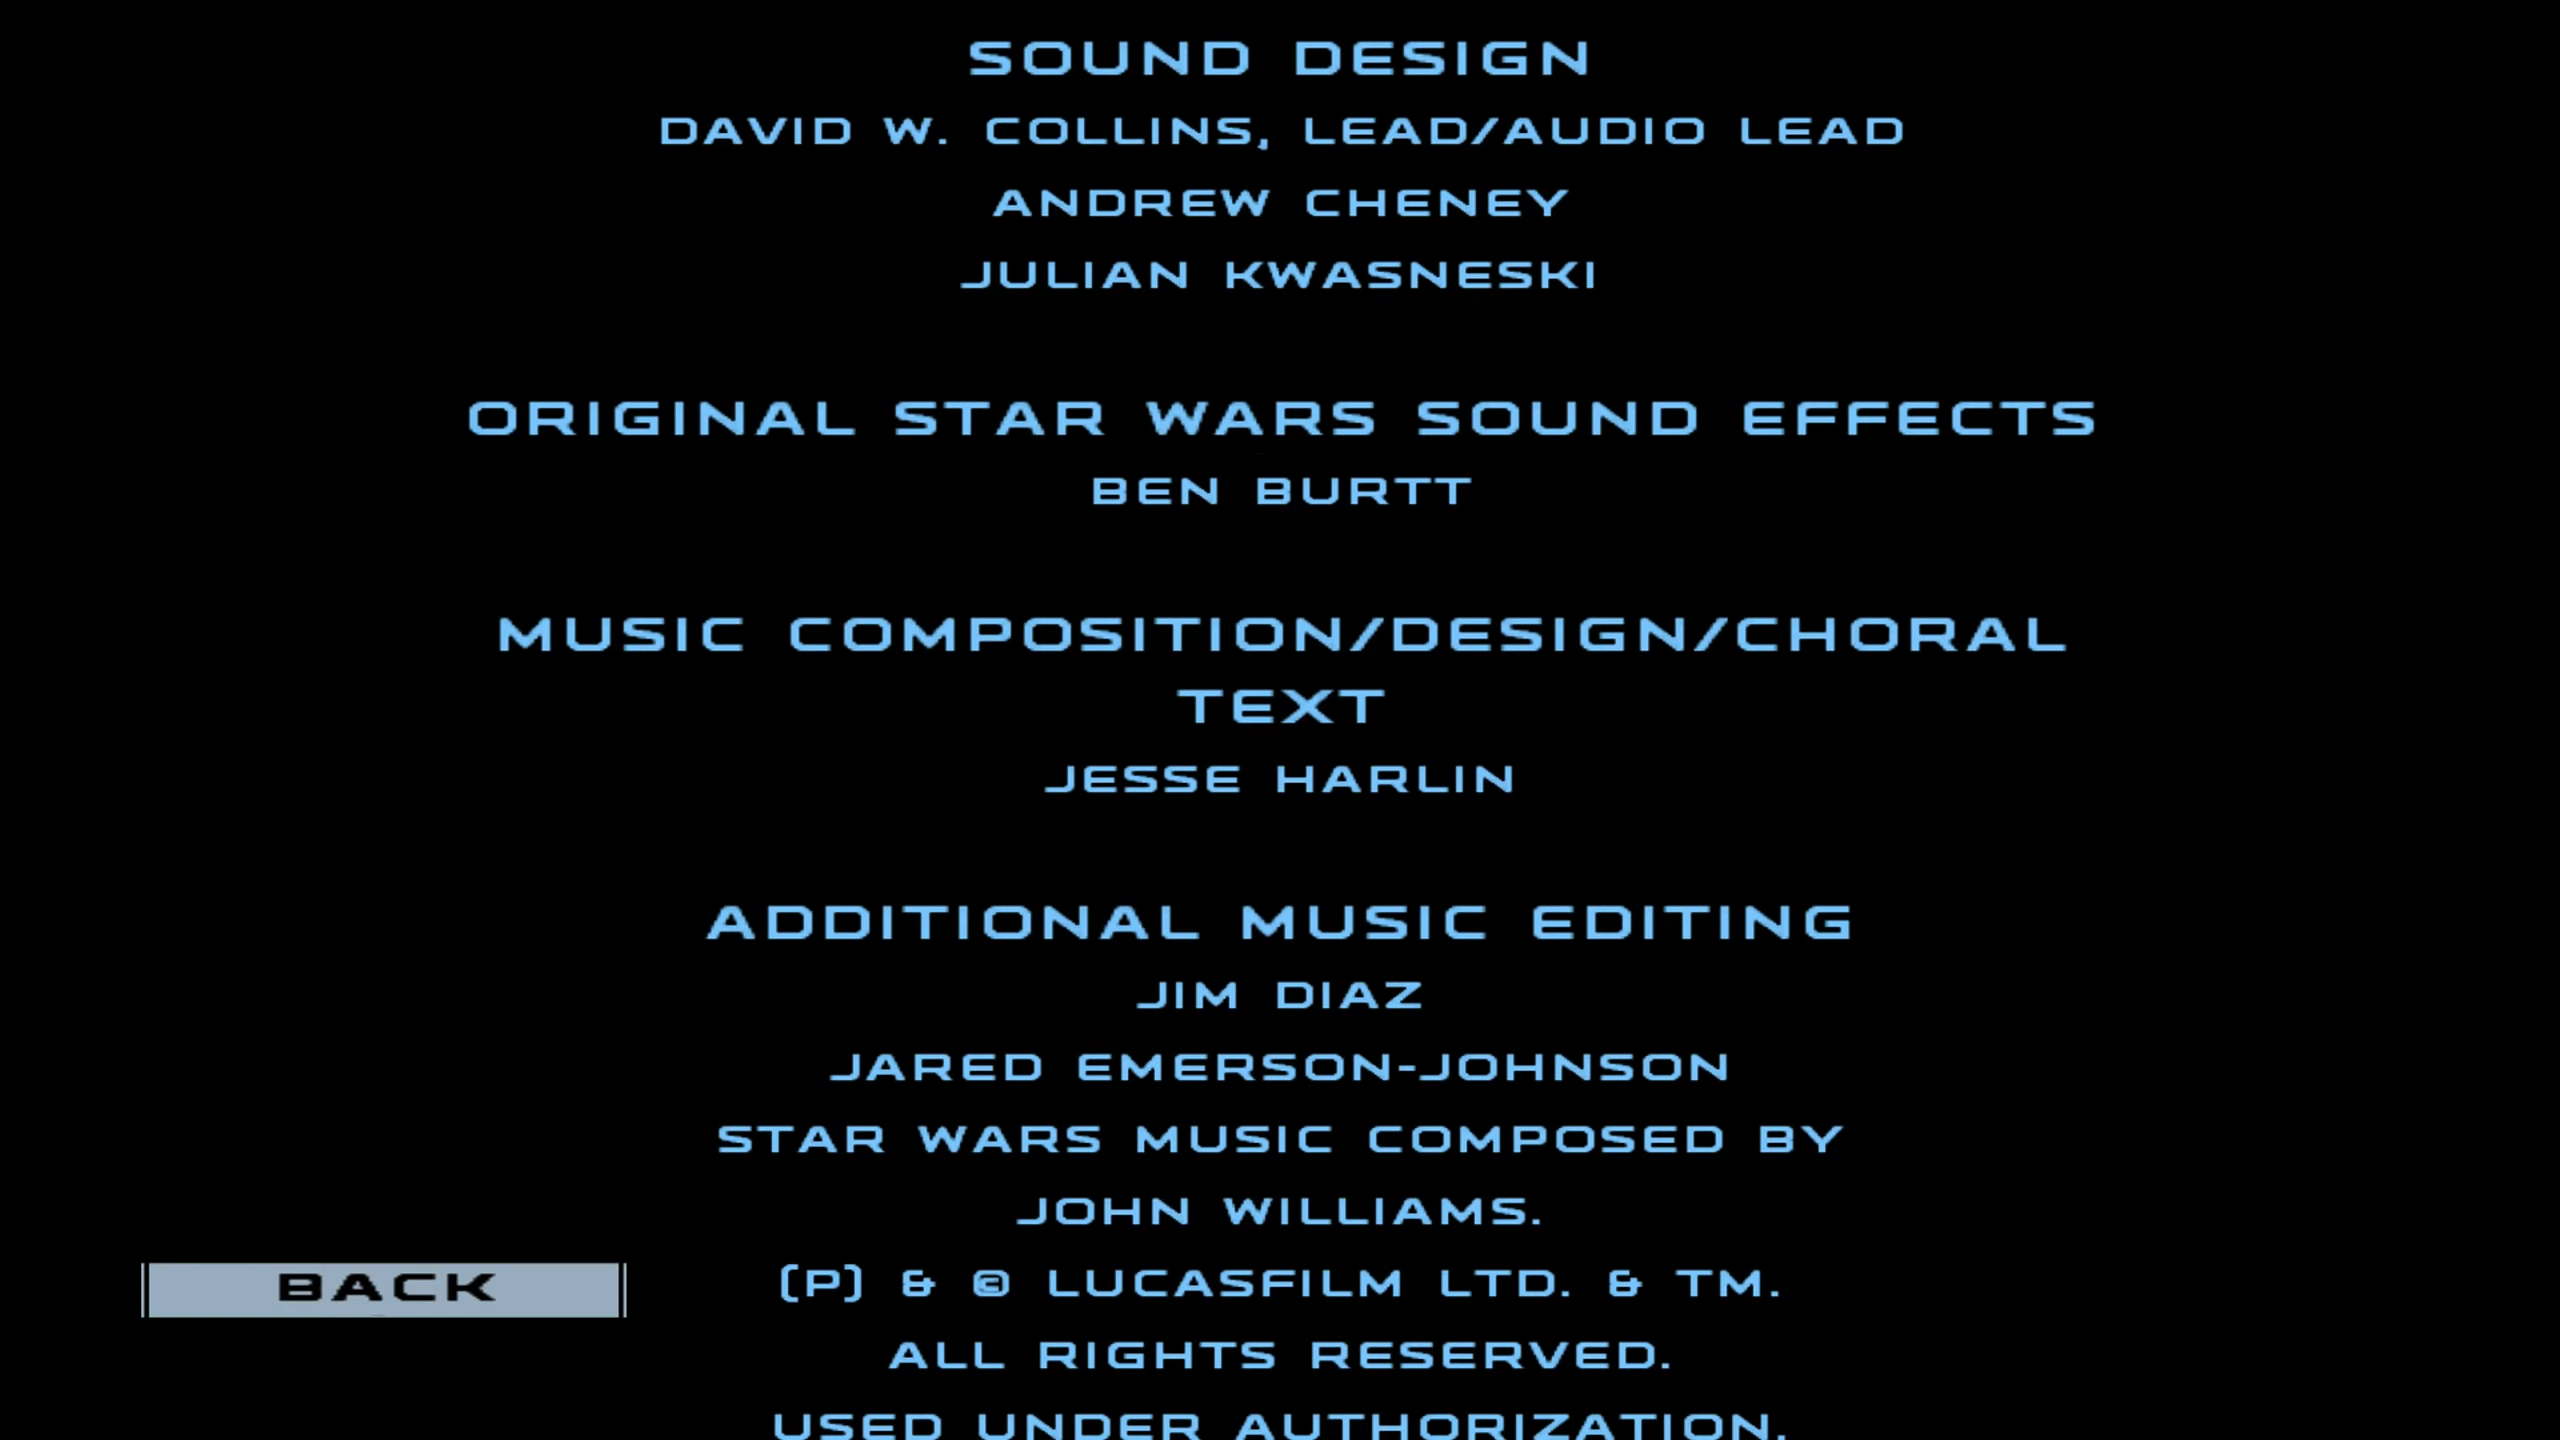 SOUND DESIGN
DAVID W. COLLINS, LEAD/AUDIO LEAD
ANDREW CHENEY
JULIAN KWASNESKI
ORIGINAL STAR WARS SOUND EFFECTS
BEN BURTT
MUSIC COMPOSITION/DESIGN/CHORAL
TEXT
JESSE HARLIN
ADDITIONAL MUSIC EDITING
JIM DIAZ
JARED EMERSON-JOHNSON
STAR WARS MUSIC COMPOSED BY
JOHN WILLIAMS.
(P) & © LUCASFILM LTD. & TM.
BACK
ALL RIGHTS RESERVED.
USED UNDER AUTHORIZATION.